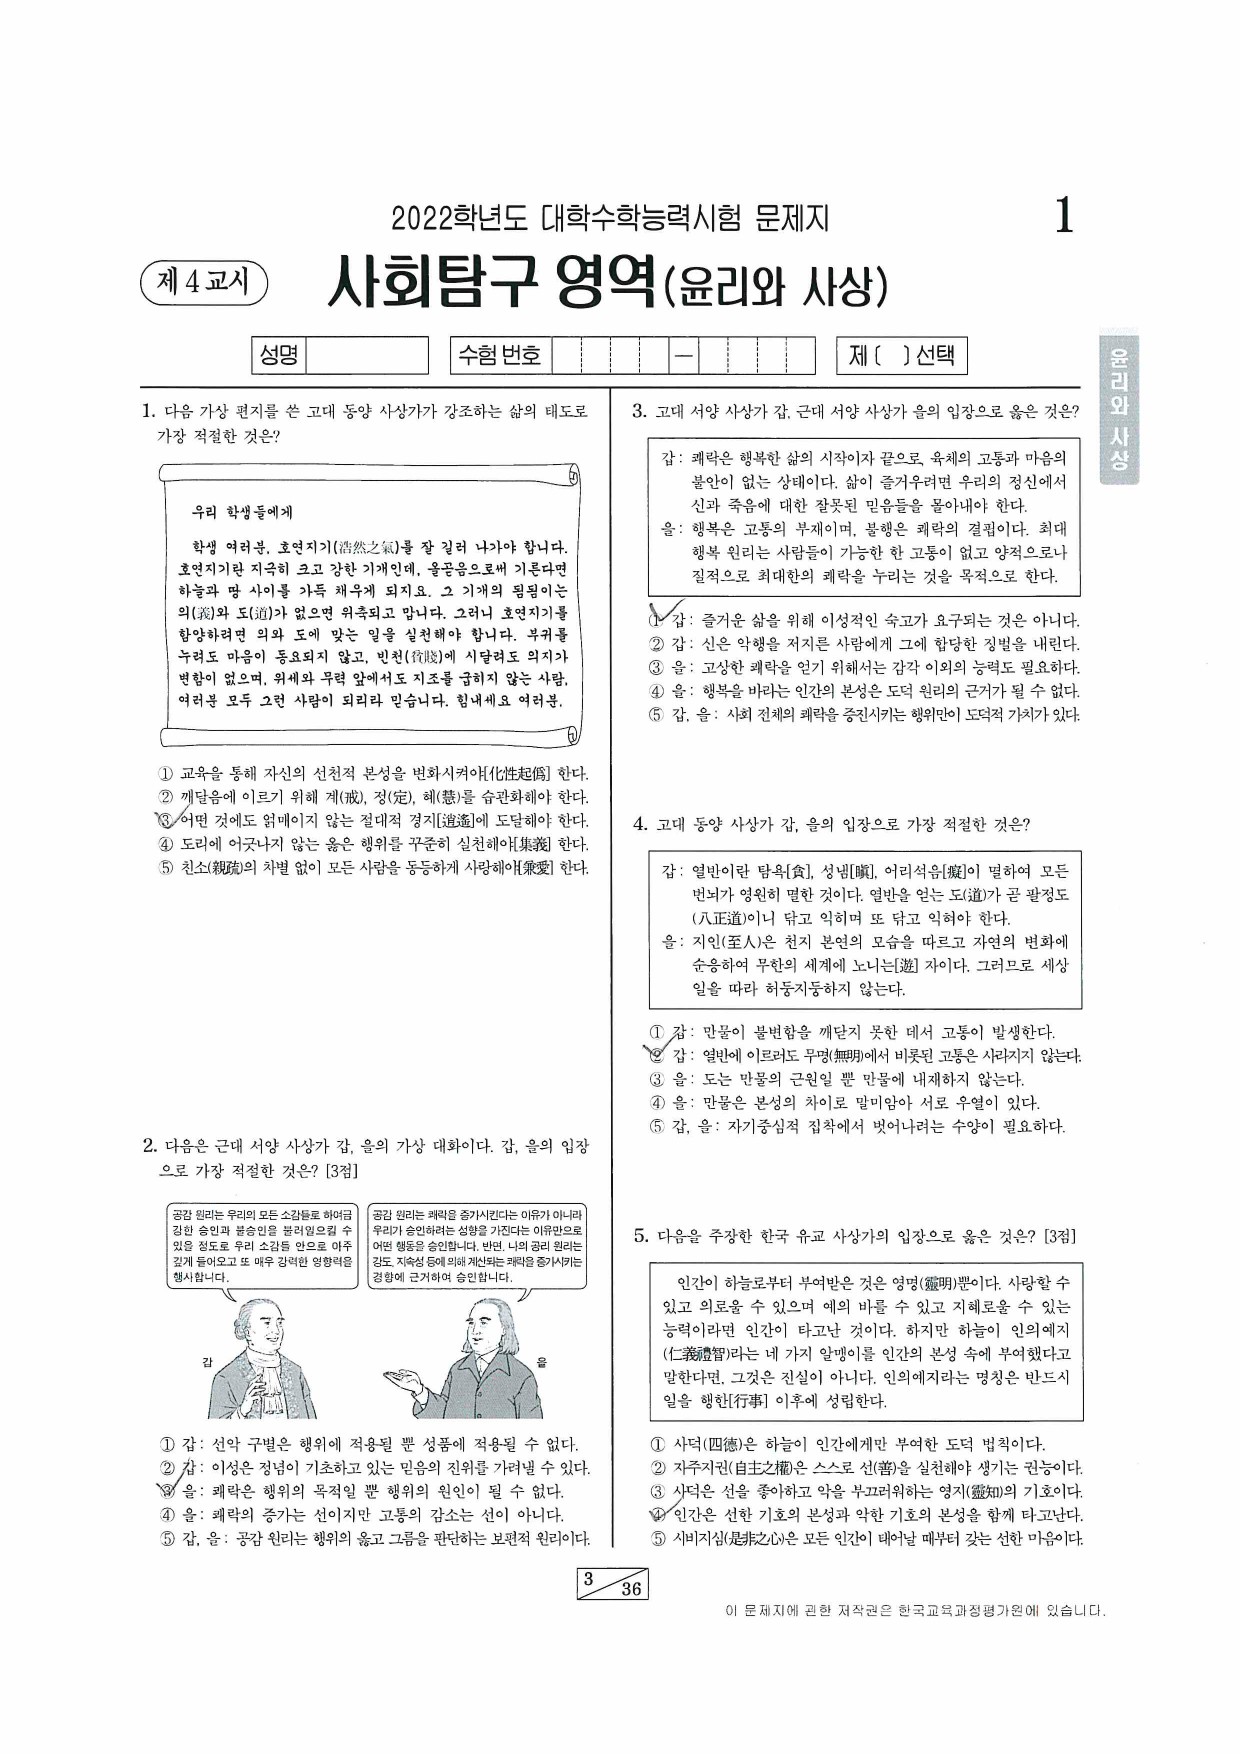 2022학년도 대학수학능력시험 문제지
1
제 4 교시
사회탐구 영역(윤리와 사상)
성명
수험 번호
—
제 ( ) 선택
윤리와 사상
1. 다음 가상 편지를 쓴 고대 동양 사상가가 강조하는 삶의 태도로
가장 적절한 것은?
우리 학생들에게
학생 여러분, 호연지기(浩然之氣)를 잘 길러 나가야 합니다.
호연지기란 지극히 크고 강한 기개인데, 올곧음으로써 기른다면
하늘과 땅 사이를 가득 채우게 되지요. 그 기개의 됨됨이는
의(義)와 도(道)가 없으면 위축되고 맙니다. 그러니 호연지기를
함양하려면 의와 도에 맞는 일을 실천해야 합니다. 부귀를
누려도 마음이 동요되지 않고, 빈천(貧賤)에 시달려도 의지가
변함이 없으며, 위세와 무력 앞에서도 지조를 굽히지 않는 사람,
여러분 모두 그런 사람이 되리라 믿습니다. 힘내세요 여러분.
① 교육을 통해 자신의 선천적 본성을 변화시켜야[化性起僞] 한다.
② 깨달음에 이르기 위해 계(戒), 정(定), 혜(慧)를 습관화해야 한다.
③ 어떤 것에도 얽매이지 않는 절대적 경지[逍遙]에 도달해야 한다.
④ 도리에 어긋나지 않는 옳은 행위를 꾸준히 실천해야[集義] 한다.
⑤ 친소(親疏)의 차별 없이 모든 사람을 동등하게 사랑해야[兼愛] 한다.
2. 다음은 근대 서양 사상가 갑, 을의 가상 대화이다. 갑, 을의 입장
으로 가장 적절한 것은? [3점]
공감 원리는 우리의 모든 소감들로 하여금
강한 승인과 불승인을 불러일으킬 수
있을 정도로 우리 소감들 안으로 아주
깊게 들어오고 또 매우 강력한 영향력을
행사합니다.
공감 원리는 쾌락을 증가시킨다는 이유가 아니라
우리가 승인하려는 성향을 가진다는 이유만으로
어떤 행동을 승인합니다. 반면, 나의 공리 원리는
강도, 지속성 등에 의해 계산되는 쾌락을 증가시키는
경향에 근거하여 승인합니다.
갑
을
① 갑: 선악 구별은 행위에 적용될 뿐 성품에 적용될 수 없다.
② 갑: 이성은 정념이 기초하고 있는 믿음의 진위를 가려낼 수 있다.
③ 을: 쾌락은 행위의 목적일 뿐 행위의 원인이 될 수 없다.
④ 을: 쾌락의 증가는 선이지만 고통의 감소는 선이 아니다.
⑤ 갑, 을: 공감 원리는 행위의 옳고 그름을 판단하는 보편적 원리이다.
3. 고대 서양 사상가 갑, 근대 서양 사상가 을의 입장으로 옳은 것은?
갑: 쾌락은 행복한 삶의 시작이자 끝으로, 육체의 고통과 마음의
불안이 없는 상태이다. 삶이 즐거우려면 우리의 정신에서
신과 죽음에 대한 잘못된 믿음들을 몰아내야 한다.
을: 행복은 고통의 부재이며, 불행은 쾌락의 결핍이다. 최대
행복 원리는 사람들이 가능한 한 고통이 없고 양적으로나
질적으로 최대한의 쾌락을 누리는 것을 목적으로 한다.
① 갑: 즐거운 삶을 위해 이성적인 숙고가 요구되는 것은 아니다.
② 갑: 신은 악행을 저지른 사람에게 그에 합당한 징벌을 내린다.
③ 을: 고상한 쾌락을 얻기 위해서는 감각 이외의 능력도 필요하다.
④ 을: 행복을 바라는 인간의 본성은 도덕 원리의 근거가 될 수 없다.
⑤ 갑, 을: 사회 전체의 쾌락을 증진시키는 행위만이 도덕적 가치가 있다.
4. 고대 동양 사상가 갑, 을의 입장으로 가장 적절한 것은?
갑: 열반이란 탐욕[貪], 성냄[瞋], 어리석음[癡]이 멸하여 모든
번뇌가 영원히 멸한 것이다. 열반을 얻는 도(道)가 곧 팔정도
(八正道)이니 닦고 익히며 또 닦고 익혀야 한다.
을: 지인(至人)은 천지 본연의 모습을 따르고 자연의 변화에
순응하여 무한의 세계에 노니는[遊] 자이다. 그러므로 세상
일을 따라 허둥지둥하지 않는다.
① 갑: 만물이 불변함을 깨닫지 못한 데서 고통이 발생한다.
② 갑: 열반에 이르러도 무명(無明)에서 비롯된 고통은 사라지지 않는다.
③ 을: 도는 만물의 근원일 뿐 만물에 내재하지 않는다.
④ 을: 만물은 본성의 차이로 말미암아 서로 우열이 있다.
⑤ 갑, 을: 자기중심적 집착에서 벗어나려는 수양이 필요하다.
5. 다음을 주장한 한국 유교 사상가의 입장으로 옳은 것은? [3점]
인간이 하늘로부터 부여받은 것은 영명(靈明)뿐이다. 사랑할 수
있고 의로울 수 있으며 예의 바를 수 있고 지혜로울 수 있는
능력이라면 인간이 타고난 것이다. 하지만 하늘이 인의예지
(仁義禮智)라는 네 가지 알맹이를 인간의 본성 속에 부여했다고
말한다면, 그것은 진실이 아니다. 인의예지라는 명칭은 반드시
일을 행한[行事] 이후에 성립한다.
① 사덕(四德)은 하늘이 인간에게만 부여한 도덕 법칙이다.
② 자주지권(自主之權)은 스스로 선(善)을 실천해야 생기는 권능이다.
③ 사덕은 선을 좋아하고 악을 부끄러워하는 영지(靈知)의 기호이다.
④ 인간은 선한 기호의 본성과 악한 기호의 본성을 함께 타고난다.
⑤ 시비지심(是非之心)은 모든 인간이 태어날 때부터 갖는 선한 마음이다.
3
36
이 문제지에 관한 저작권은 한국교육과정평가원에 있습니다.